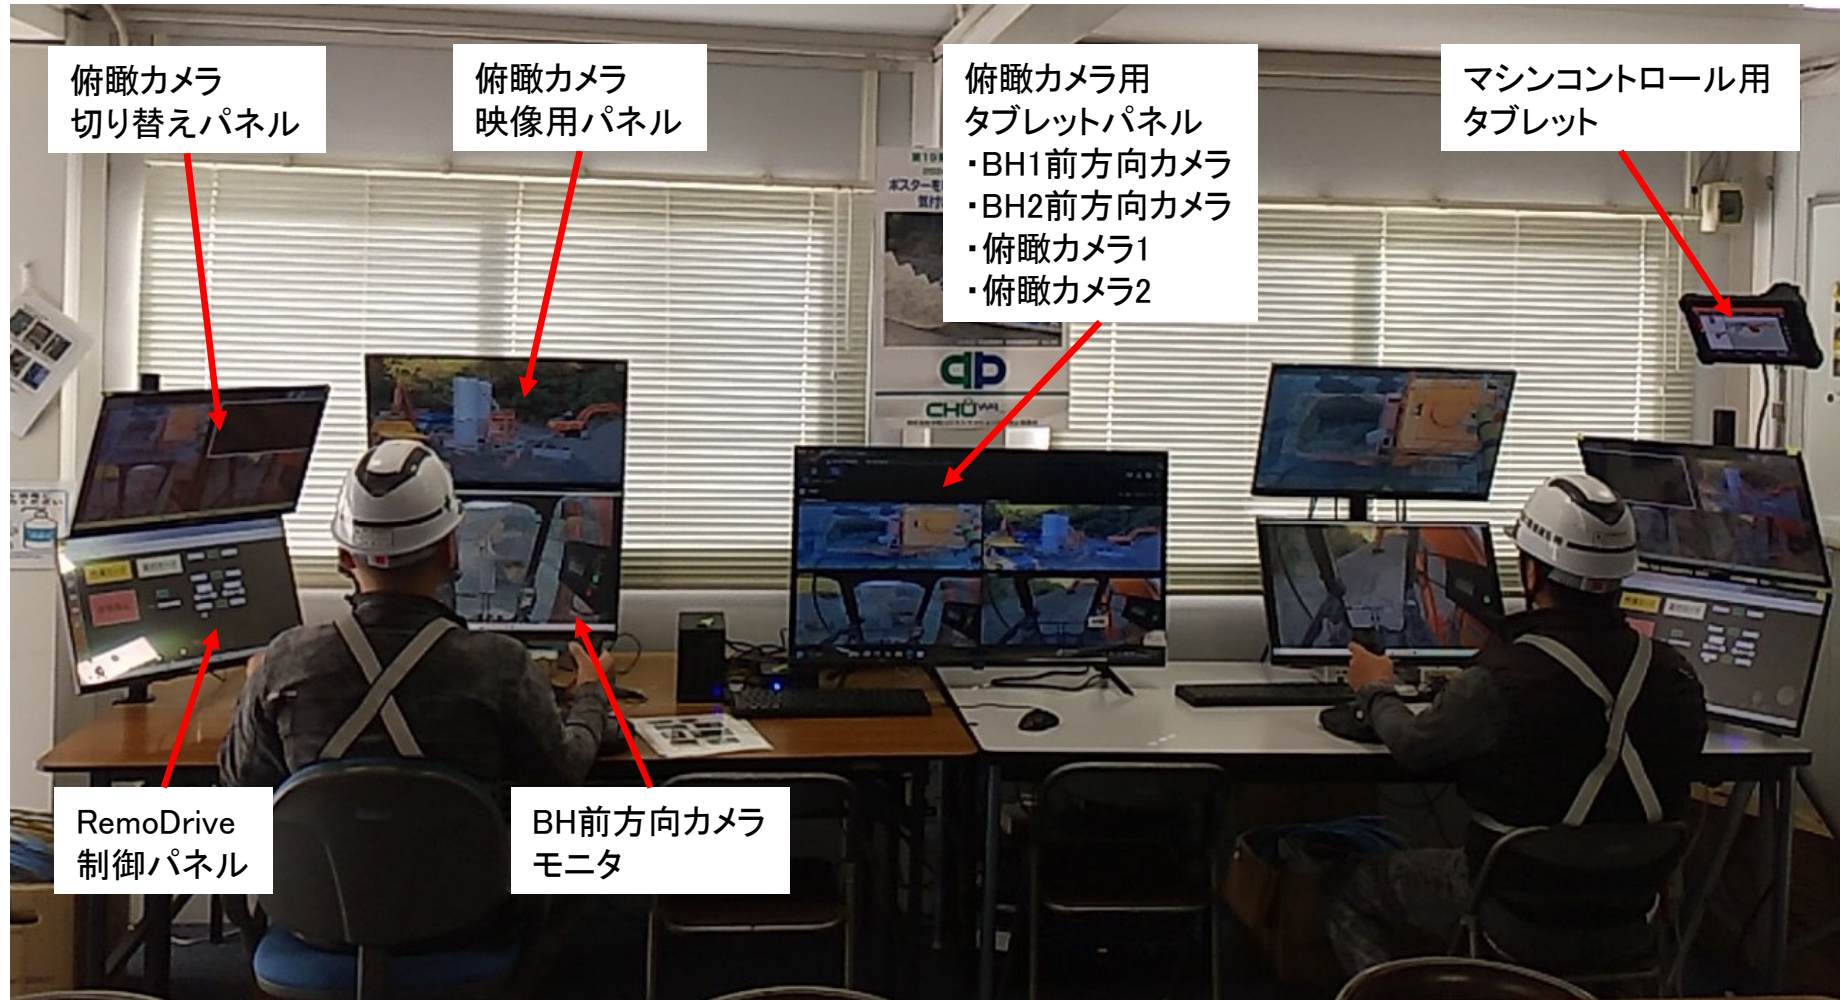 俯瞰カメラ
切り替えパネル
俯瞰カメラ
映像用パネル
俯瞰カメラ用
タブレットパネル
・BH1前方向カメラ
・BH2前方向カメラ
・俯瞰カメラ1
・俯瞰カメラ2
マシンコントロール用
タブレット
CHŪWA
RemoDrive
制御パネル
BH前方向カメラ
モニタ